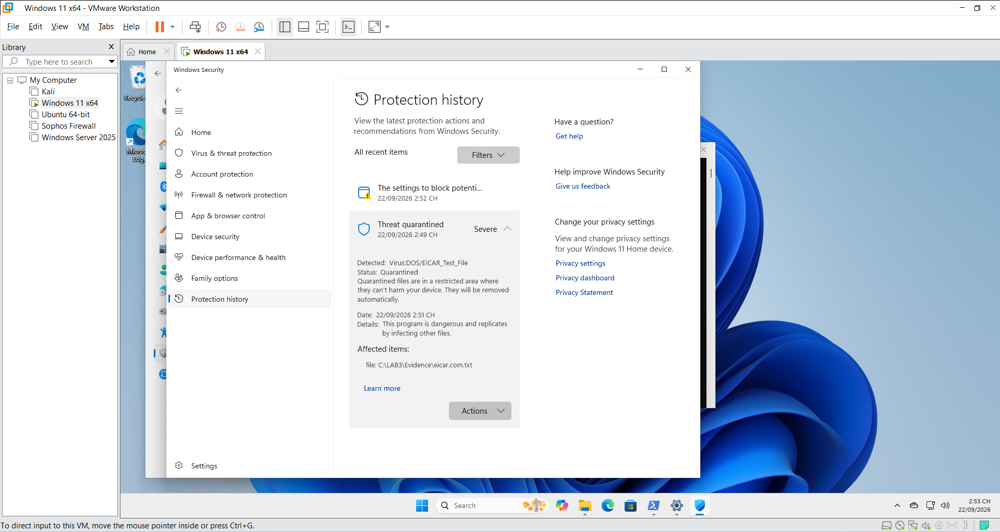 Windows 11 x64 - VMware Workstation
File Edit View VM Tabs Help
Library
Type here to search
My Computer
Kali
Windows 11 x64
Ubuntu 64-bit
Sophos Firewall
Windows Server 2025
Home
Windows 11 x64
Recycle
Micros
Edge
Windows Security
Home
Virus & threat protection
Account protection
Firewall & network protection
App & browser control
Device security
Device performance & health
Family options
Protection history
Settings
Protection history
View the latest protection actions and
recommendations from Windows Security.
All recent items
Filters
The settings to block potenti...
22/09/2026 2:52 CH
Threat quarantined
22/09/2026 2:49 CH
Severe
Detected: Virus:DOS/EICAR_Test_File
Status: Quarantined
Quarantined files are in a restricted area where
they can't harm your device. They will be removed
automatically.
Date: 22/09/2026 2:51 CH
Details: This program is dangerous and replicates
by infecting other files.
Affected items:
file: C:\LAB3\Evidence\eicar.com.txt
Learn more
Actions
Have a question?
Get help
Help improve Windows Security
Give us feedback
Change your privacy settings
View and change privacy settings
for your Windows 11 Home device.
Privacy settings
Privacy dashboard
Privacy Statement
Search
2:53 CH
22/09/2026
To direct input to this VM, move the mouse pointer inside or press Ctrl+G.